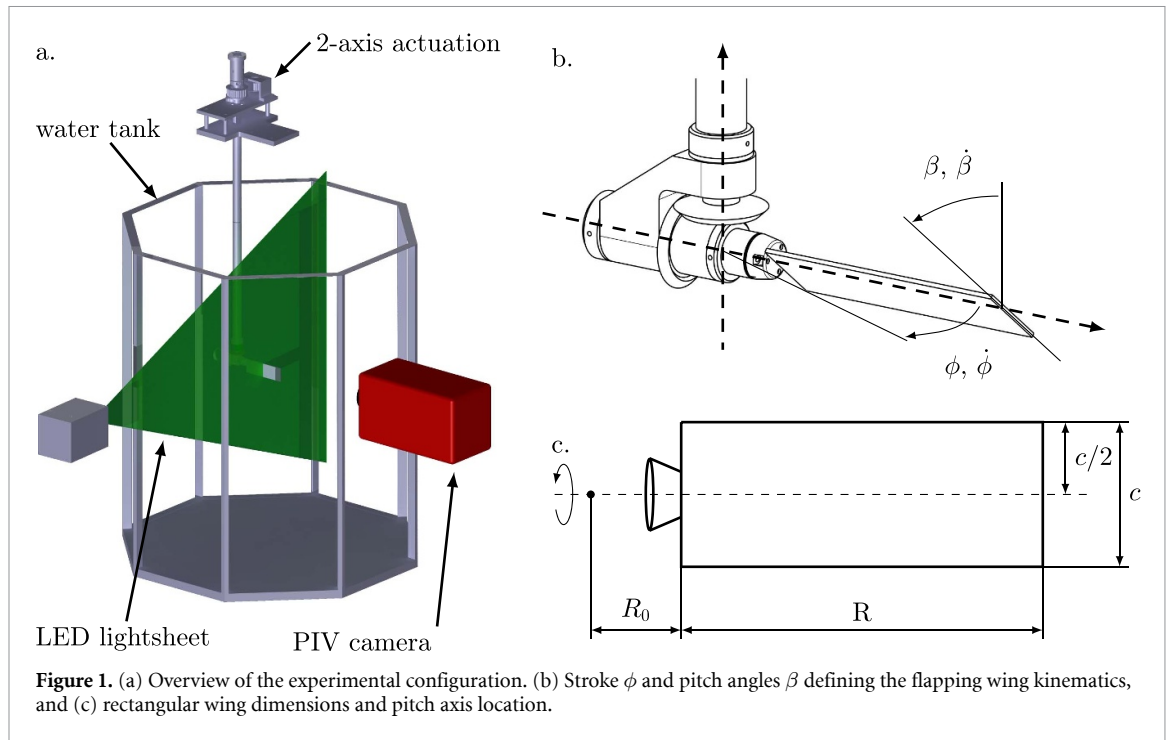 a.
2-axis actuation
water tank
LED lightsheet
PIV camera
b.
β, β̇
ϕ, ϕ̇
c.
c/2
c
R₀
R
Figure 1. (a) Overview of the experimental configuration. (b) Stroke ϕ and pitch angles β defining the flapping wing kinematics,
and (c) rectangular wing dimensions and pitch axis location.